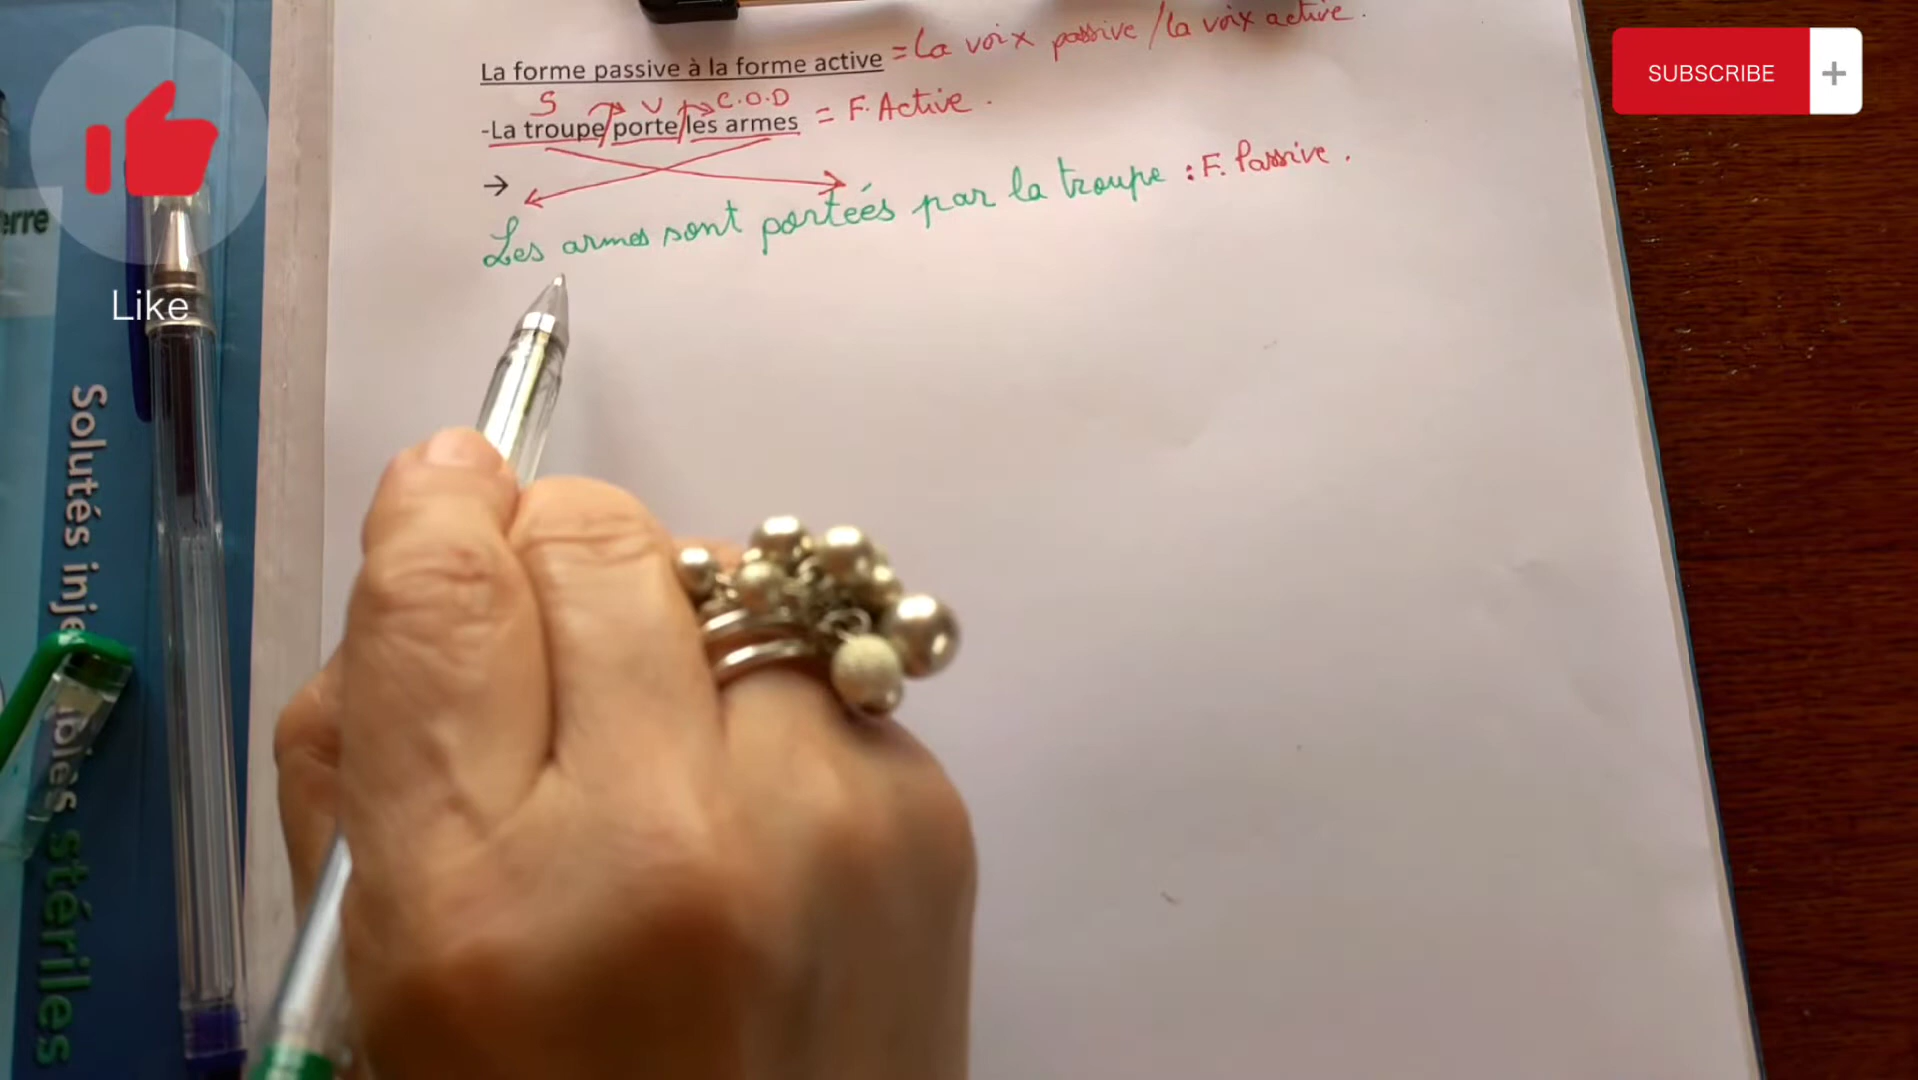 La forme passive à la forme active = la voix passive / la voix active.
S V C.O.D
-La troupe/porte/les armes = F. Active.
→
Les armes sont portées par la troupe : F. Passive.
SUBSCRIBE +
Like
erre
Solutés inje
bles stériles